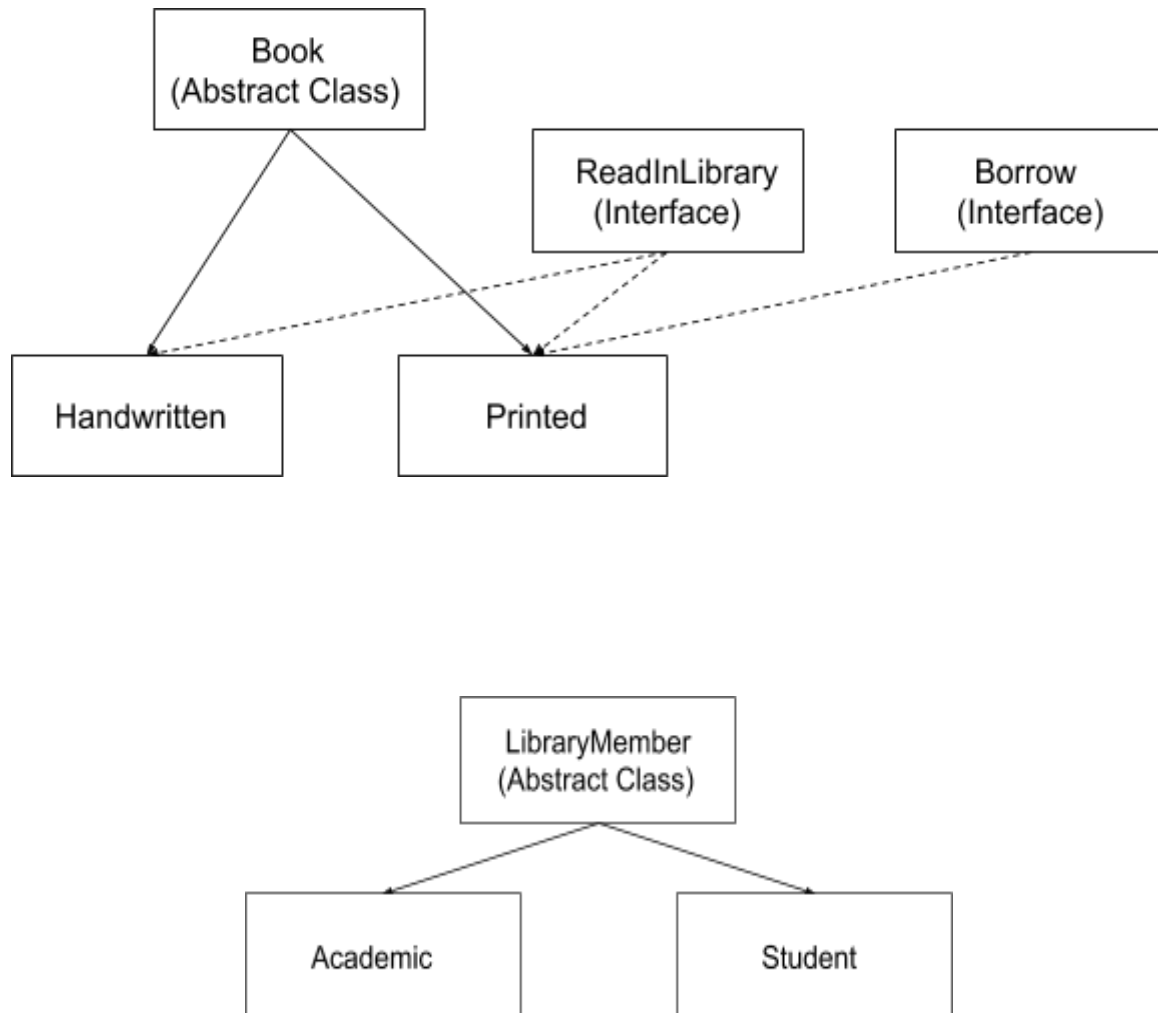 Book
(Abstract Class)
ReadInLibrary
(Interface)
Borrow
(Interface)
Handwritten
Printed
LibraryMember
(Abstract Class)
Academic
Student